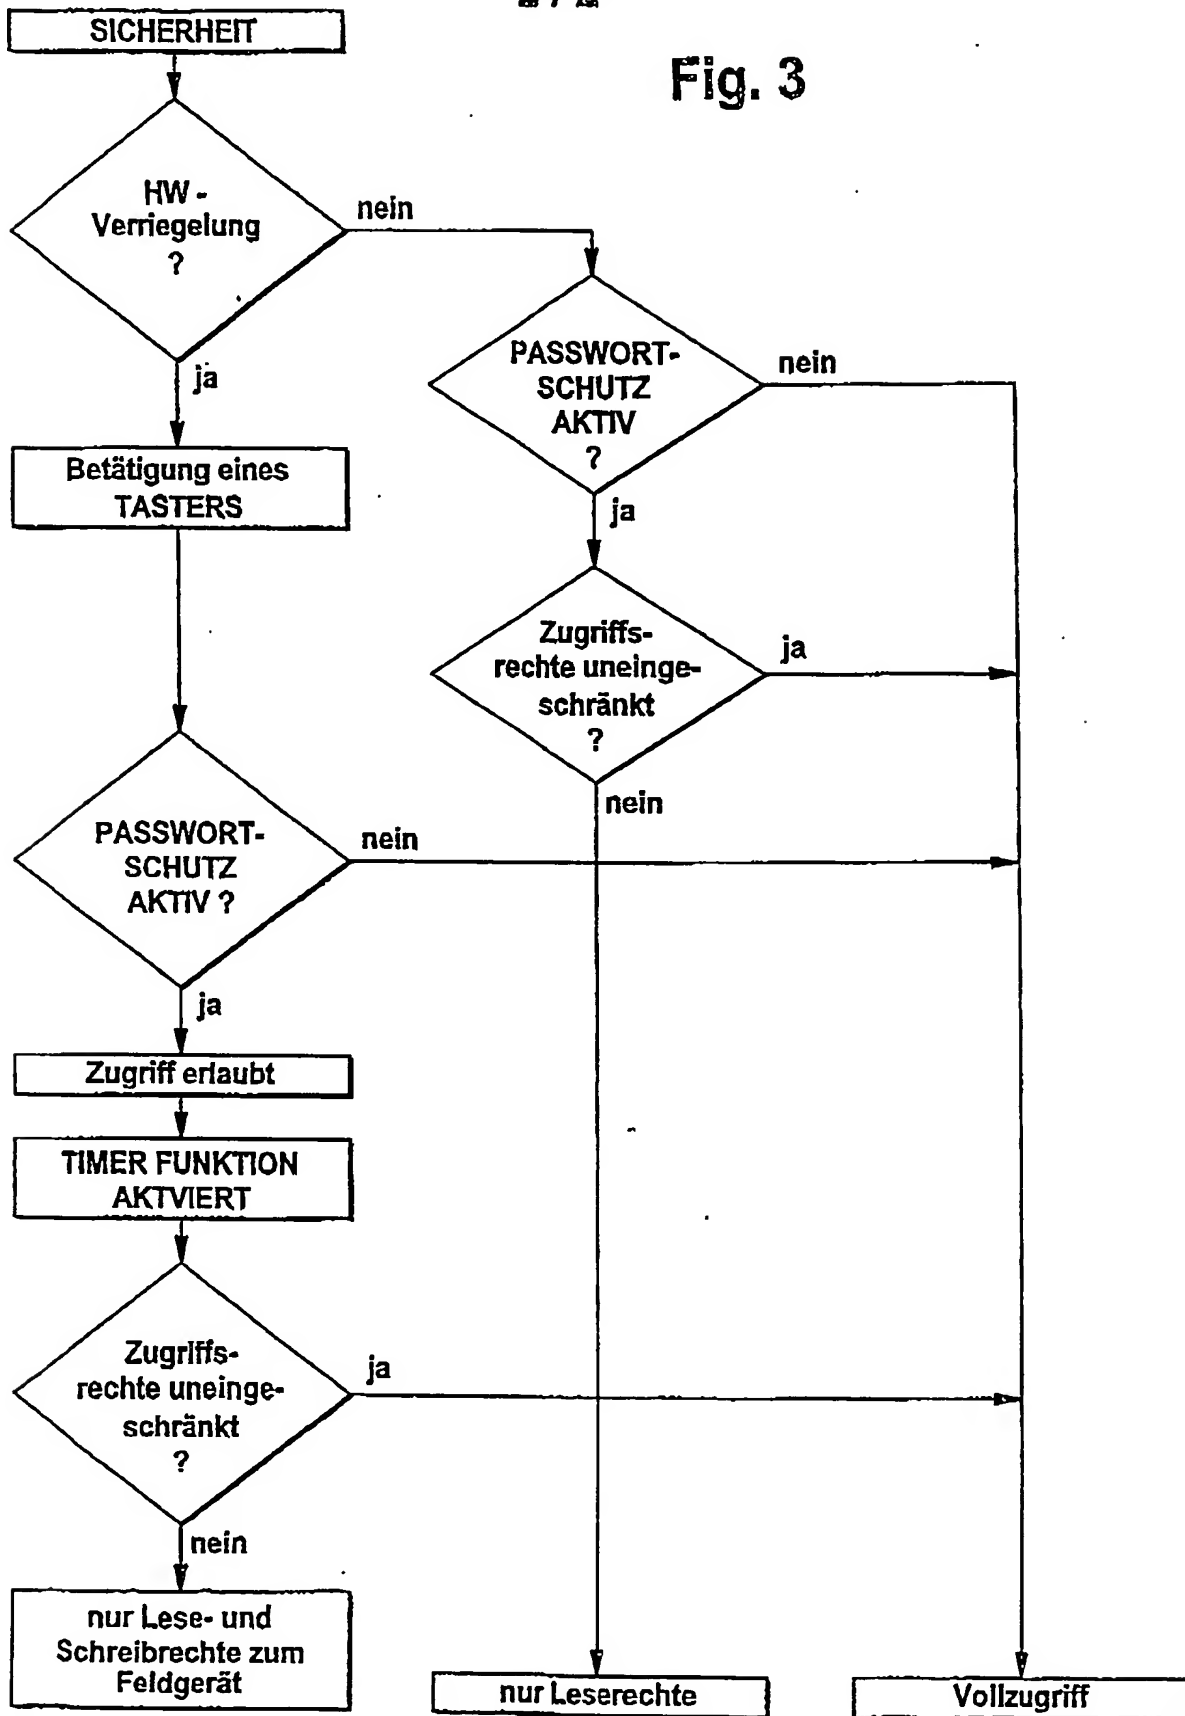 SICHERHEIT
Fig. 3
HW -
Verriegelung
?
nein
ja
PASSWORT-
SCHUTZ
AKTIV
?
nein
ja
Betätigung eines
TASTERS
Zugriffs-
rechte uneinge-
schränkt
?
ja
nein
PASSWORT-
SCHUTZ
AKTIV ?
nein
ja
Zugriff erlaubt
TIMER FUNKTION
AKTVIERT
Zugriffs-
rechte uneinge-
schränkt
?
ja
nein
nur Lese- und
Schreibrechte zum
Feldgerät
nur Leserechte
Vollzugriff